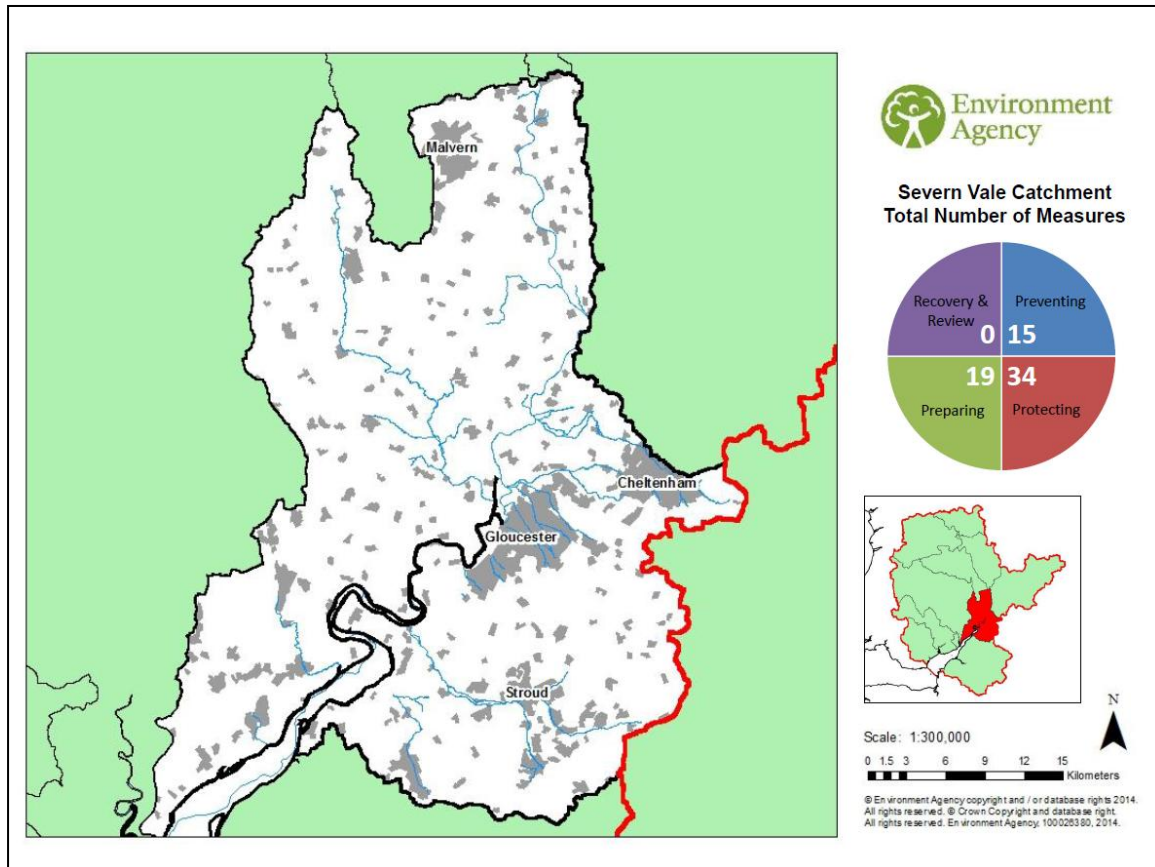 Malvern
Cheltenham
Gloucester
Stroud
Environment
Agency
Severn Vale Catchment
Total Number of Measures
Recovery &
Review
0
Preventing
15
19
Preparing
34
Protecting
N
Scale: 1:300,000
0 1.5 3 6 9 12 15
Kilometers
© Environment Agency copyright and / or database rights 2014.
All rights reserved. © Crown Copyright and database right.
All rights reserved. Environment Agency, 100026380, 2014.